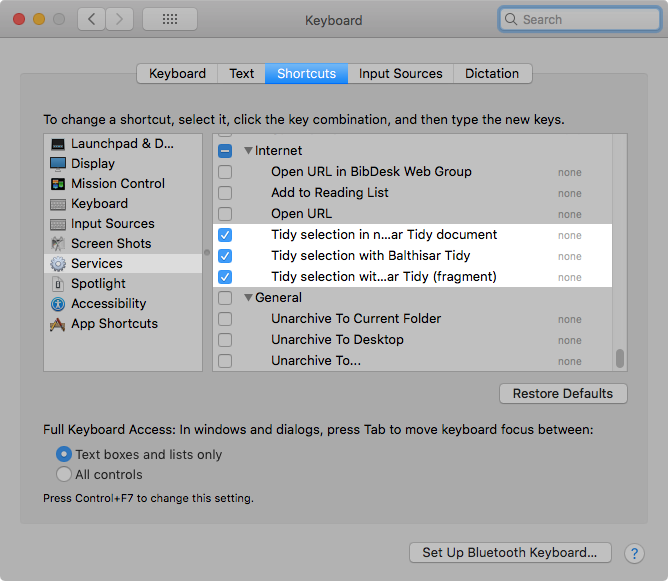 Keyboard
Search
Keyboard Text Shortcuts Input Sources Dictation
To change a shortcut, select it, click the key combination, and then type the new keys.
Launchpad & D...
Display
Mission Control
Keyboard
Input Sources
Screen Shots
Services
Spotlight
Accessibility
App Shortcuts
Internet
Open URL in BibDesk Web Group none
Add to Reading List none
Open URL none
Tidy selection in n...ar Tidy document none
Tidy selection with Balthisar Tidy none
Tidy selection wit...ar Tidy (fragment) none
General
Unarchive To Current Folder none
Unarchive To Desktop none
Unarchive To... none
Restore Defaults
Full Keyboard Access: In windows and dialogs, press Tab to move keyboard focus between:
Text boxes and lists only
All controls
Press Control+F7 to change this setting.
Set Up Bluetooth Keyboard...
?